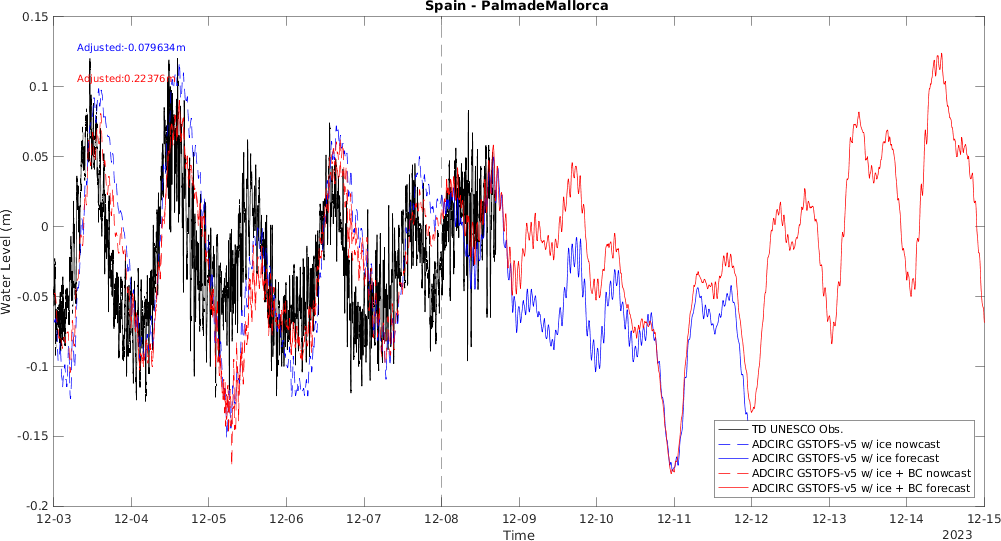 Spain - PalmadeMallorca
0.15
0.1
0.05
0
-0.05
-0.1
-0.15
-0.2
Water Level (m)
Adjusted:-0.079634m
Adjusted:0.22376m
TD UNESCO Obs.
ADCIRC GSTOFS-v5 w/ ice nowcast
ADCIRC GSTOFS-v5 w/ ice forecast
ADCIRC GSTOFS-v5 w/ ice + BC nowcast
ADCIRC GSTOFS-v5 w/ ice + BC forecast
12-03 12-04 12-05 12-06 12-07 12-08 12-09 12-10 12-11 12-12 12-13 12-14 12-15
Time
2023